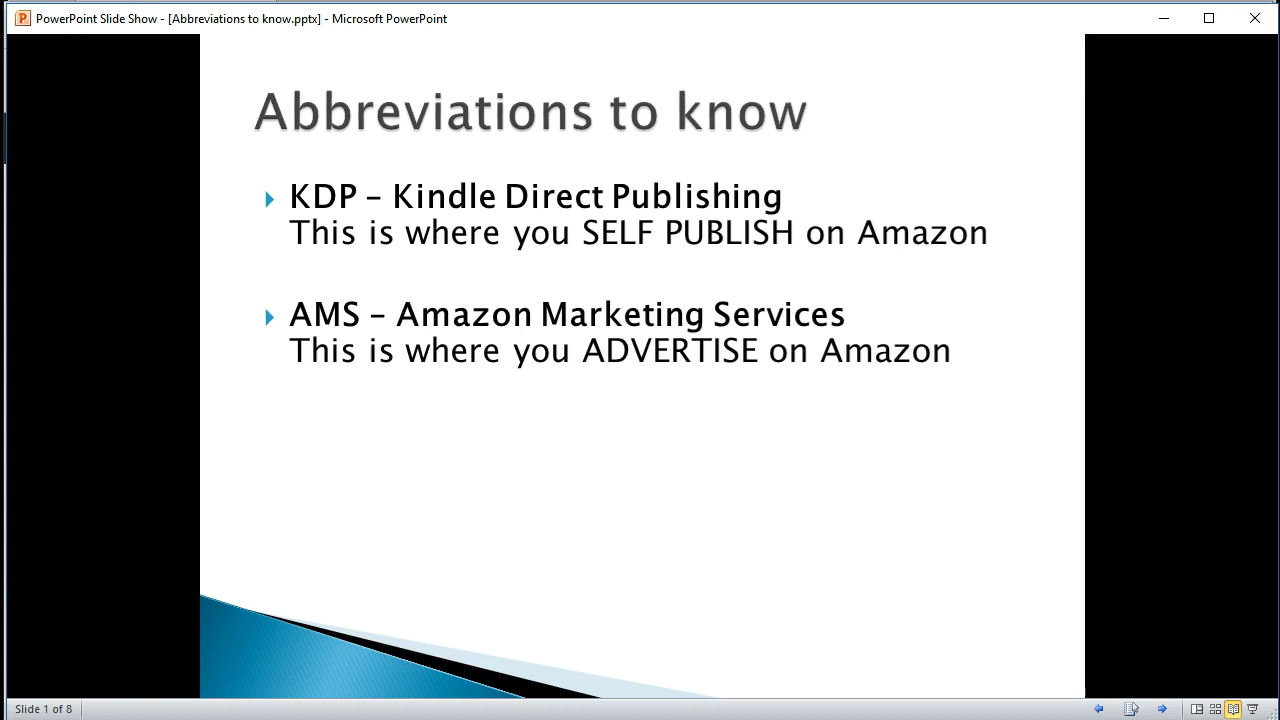 PowerPoint Slide Show - [Abbreviations to know.pptx] - Microsoft PowerPoint
Abbreviations to know
KDP – Kindle Direct Publishing
This is where you SELF PUBLISH on Amazon
AMS – Amazon Marketing Services
This is where you ADVERTISE on Amazon
Slide 1 of 8